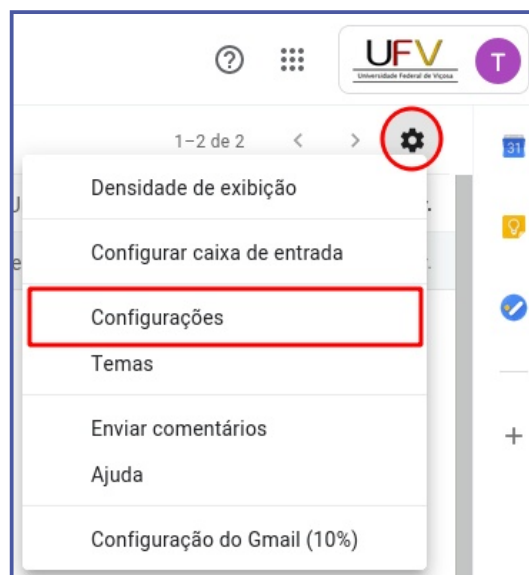 UFV
Universidade Federal de Viçosa
T
1–2 de 2
31
Densidade de exibição
Configurar caixa de entrada
Configurações
Temas
Enviar comentários
Ajuda
Configuração do Gmail (10%)